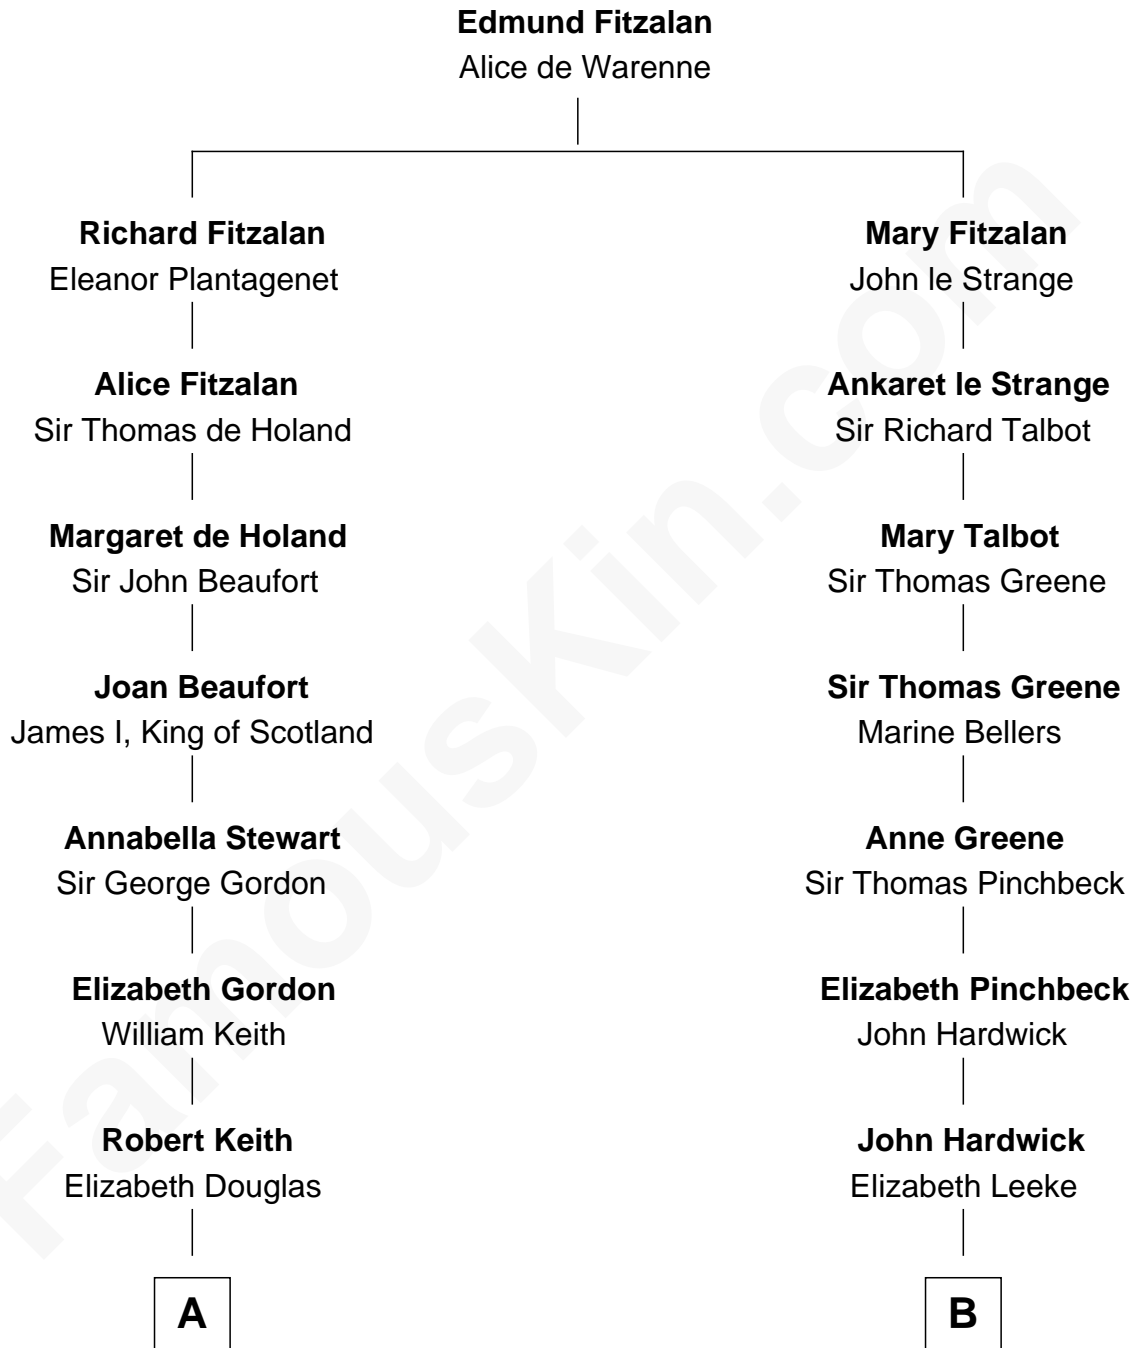 Edmund Fitzalan
Alice de Warenne
Richard Fitzalan
Eleanor Plantagenet
Alice Fitzalan
Sir Thomas de Holand
Margaret de Holand
Sir John Beaufort
Joan Beaufort
James I, King of Scotland
Annabella Stewart
Sir George Gordon
Elizabeth Gordon
William Keith
Robert Keith
Elizabeth Douglas
A
Mary Fitzalan
John le Strange
Ankaret le Strange
Sir Richard Talbot
Mary Talbot
Sir Thomas Greene
Sir Thomas Greene
Marine Bellers
Anne Greene
Sir Thomas Pinchbeck
Elizabeth Pinchbeck
John Hardwick
John Hardwick
Elizabeth Leeke
B
FamousKin.com